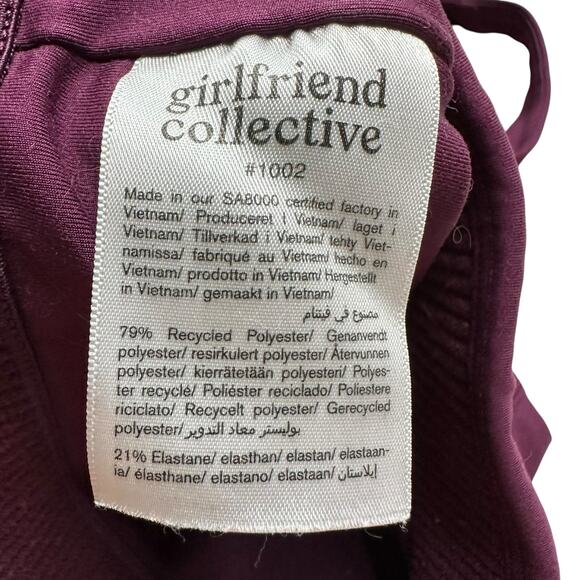 girlfriend
collective
#1002
Made in our SA8000 certified factory in
Vietnam/ Produceret i Vietnam/ laget i
Vietnam/ Tillverkad i Vietnam/ tehty Viet-
namissa/ fabriqué au Vietnam/ hecho en
Vietnam/ prodotto in Vietnam/ Hergestellt
in Vietnam/ gemaakt in Vietnam/
مصنوع في فيتنام
79% Recycled Polyester/ Genanvendt
polyester/ resirkulert polyester/ Återvunnen
polyester/ kierrätetään polyesteri/ Polyes-
ter recyclé/ Poliéster reciclado/ Poliestere
riciclato/ Recycelt polyester/ Gerecycled
polyester/ بوليستر معاد التدوير
21% Elastane/ elasthan/ elastan/ elastaan-
ia/ élasthane/ elastano/ elastaan/ إيلاستان